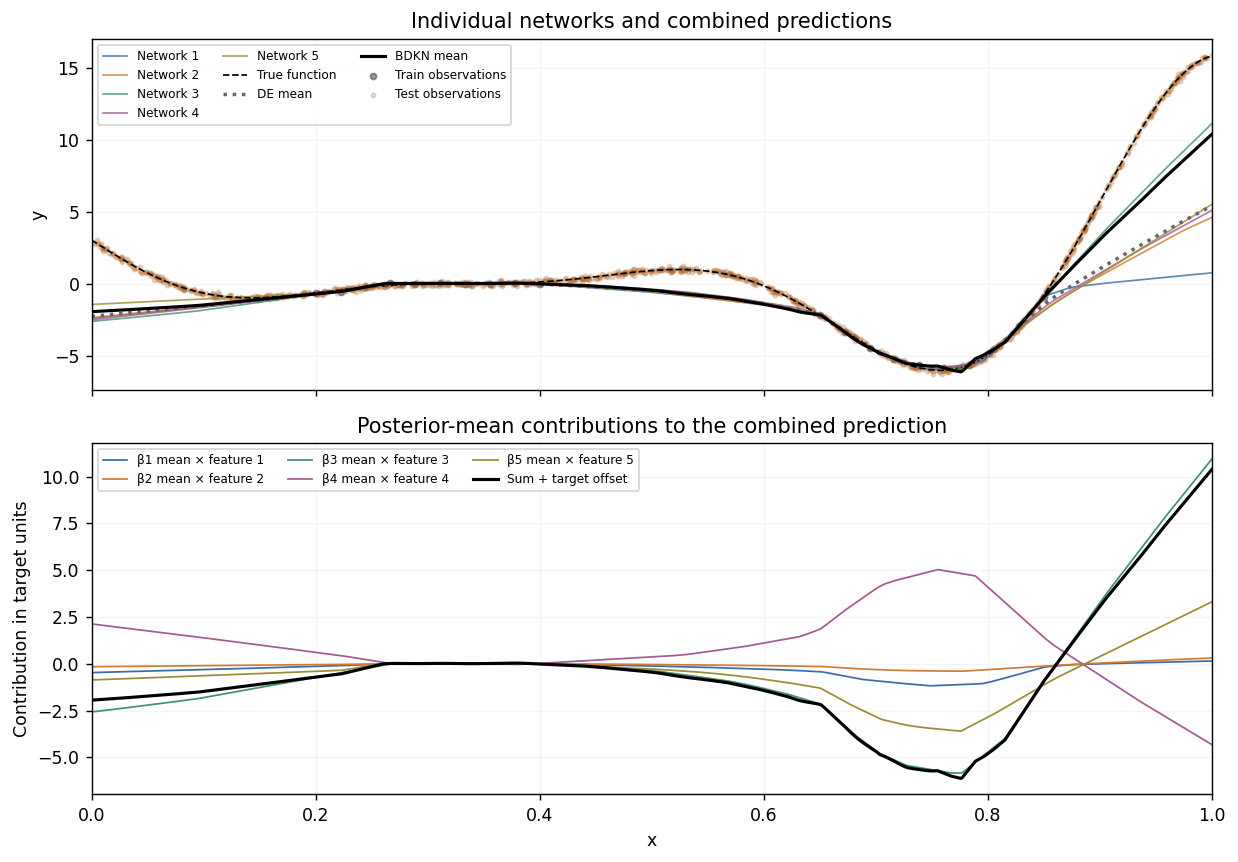 Individual networks and combined predictions
Network 1
Network 2
Network 3
Network 4
Network 5
True function
DE mean
BDKN mean
Train observations
Test observations
15
10
5
0
−5
y
Posterior-mean contributions to the combined prediction
β1 mean × feature 1
β2 mean × feature 2
β3 mean × feature 3
β4 mean × feature 4
β5 mean × feature 5
Sum + target offset
10.0
7.5
5.0
2.5
0.0
−2.5
−5.0
Contribution in target units
0.0 0.2 0.4 0.6 0.8 1.0
x